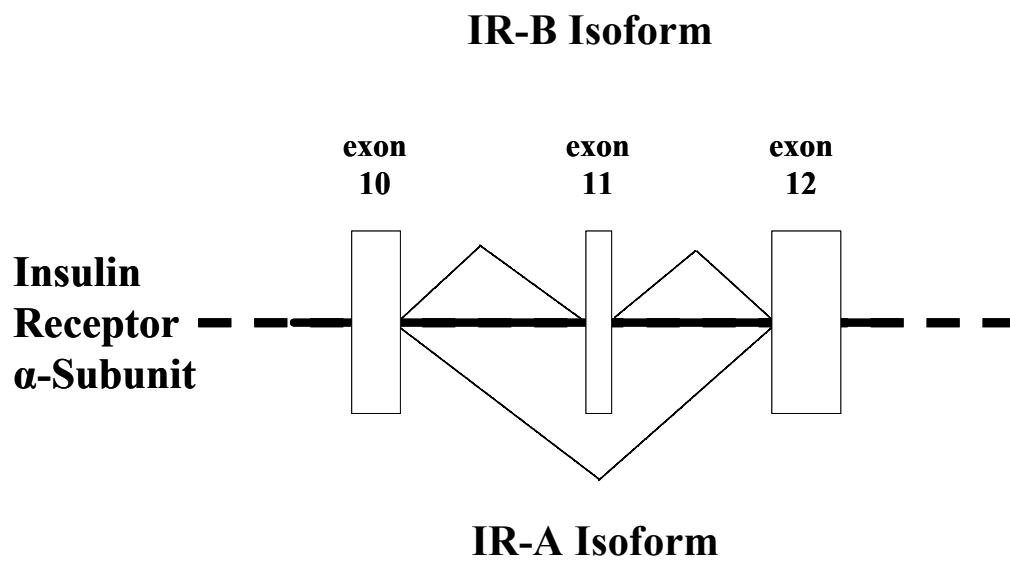 IR-B Isoform
exon
10
exon
11
exon
12
Insulin
Receptor
α-Subunit
IR-A Isoform